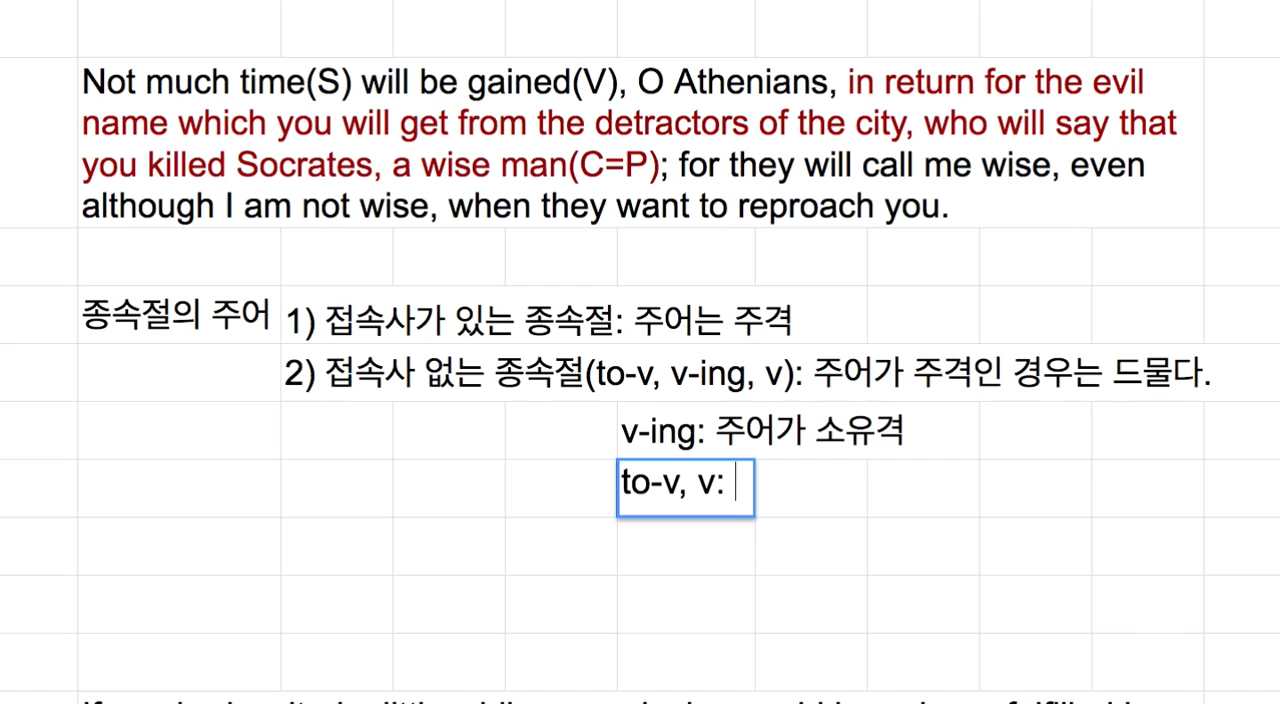 Not much time(S) will be gained(V), O Athenians, in return for the evil
name which you will get from the detractors of the city, who will say that
you killed Socrates, a wise man(C=P); for they will call me wise, even
although I am not wise, when they want to reproach you.
종속절의 주어
1) 접속사가 있는 종속절: 주어는 주격
2) 접속사 없는 종속절(to-v, v-ing, v): 주어가 주격인 경우는 드물다.
v-ing: 주어가 소유격
to-v, v: